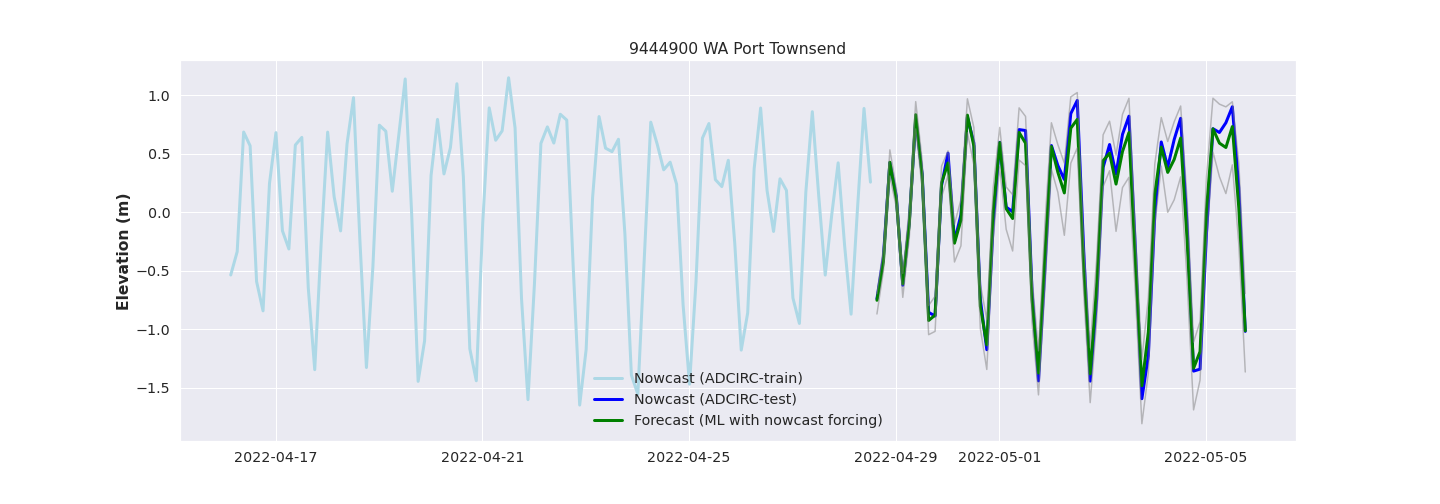 9444900 WA Port Townsend
Elevation (m)
1.0
0.5
0.0
−0.5
−1.0
−1.5
Nowcast (ADCIRC-train)
Nowcast (ADCIRC-test)
Forecast (ML with nowcast forcing)
2022-04-17 2022-04-21 2022-04-25 2022-04-29 2022-05-01 2022-05-05